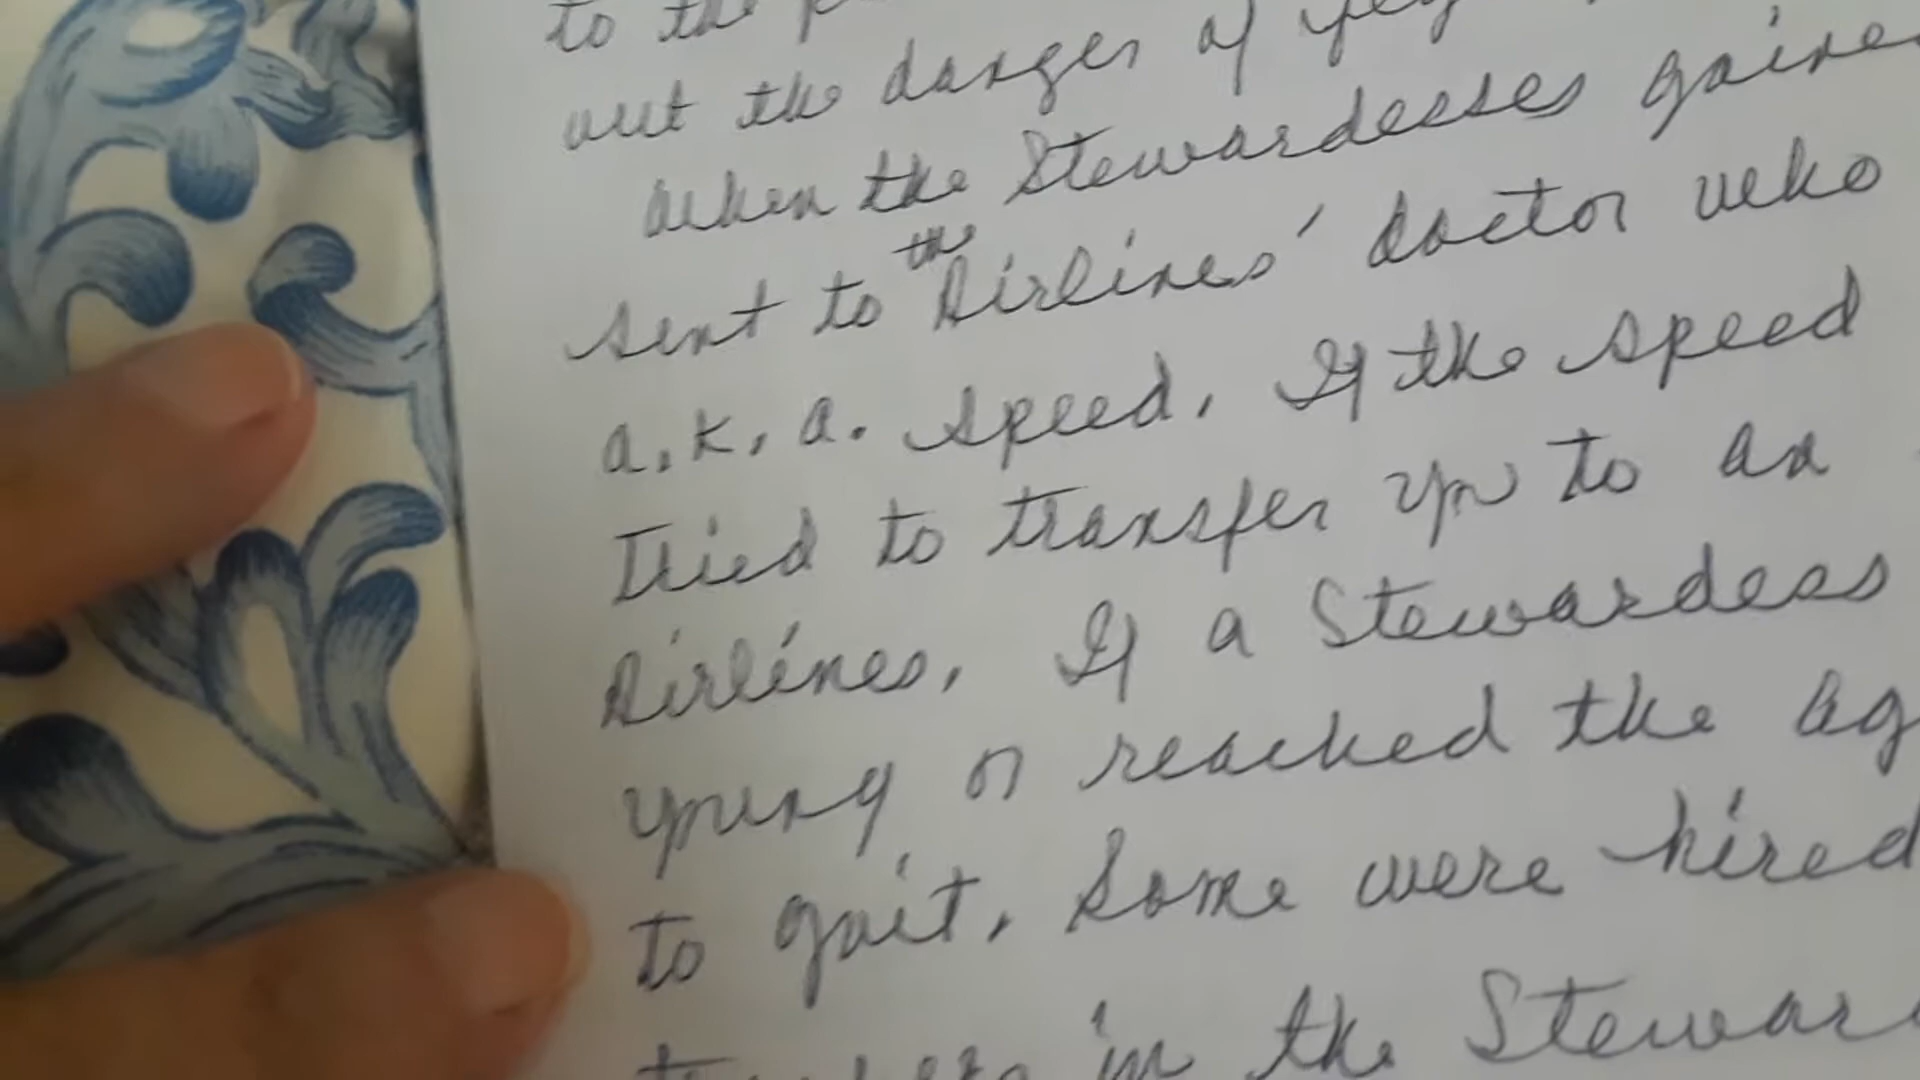 to the
out the danger of
When the Stewardesses gained
sent to the Airlines' doctor who
a.k.a. speed. If the speed
tried to transfer up to an
Airlines. If a Stewardess
young or reached the ag
to quit. Some were hired
in the Stewar